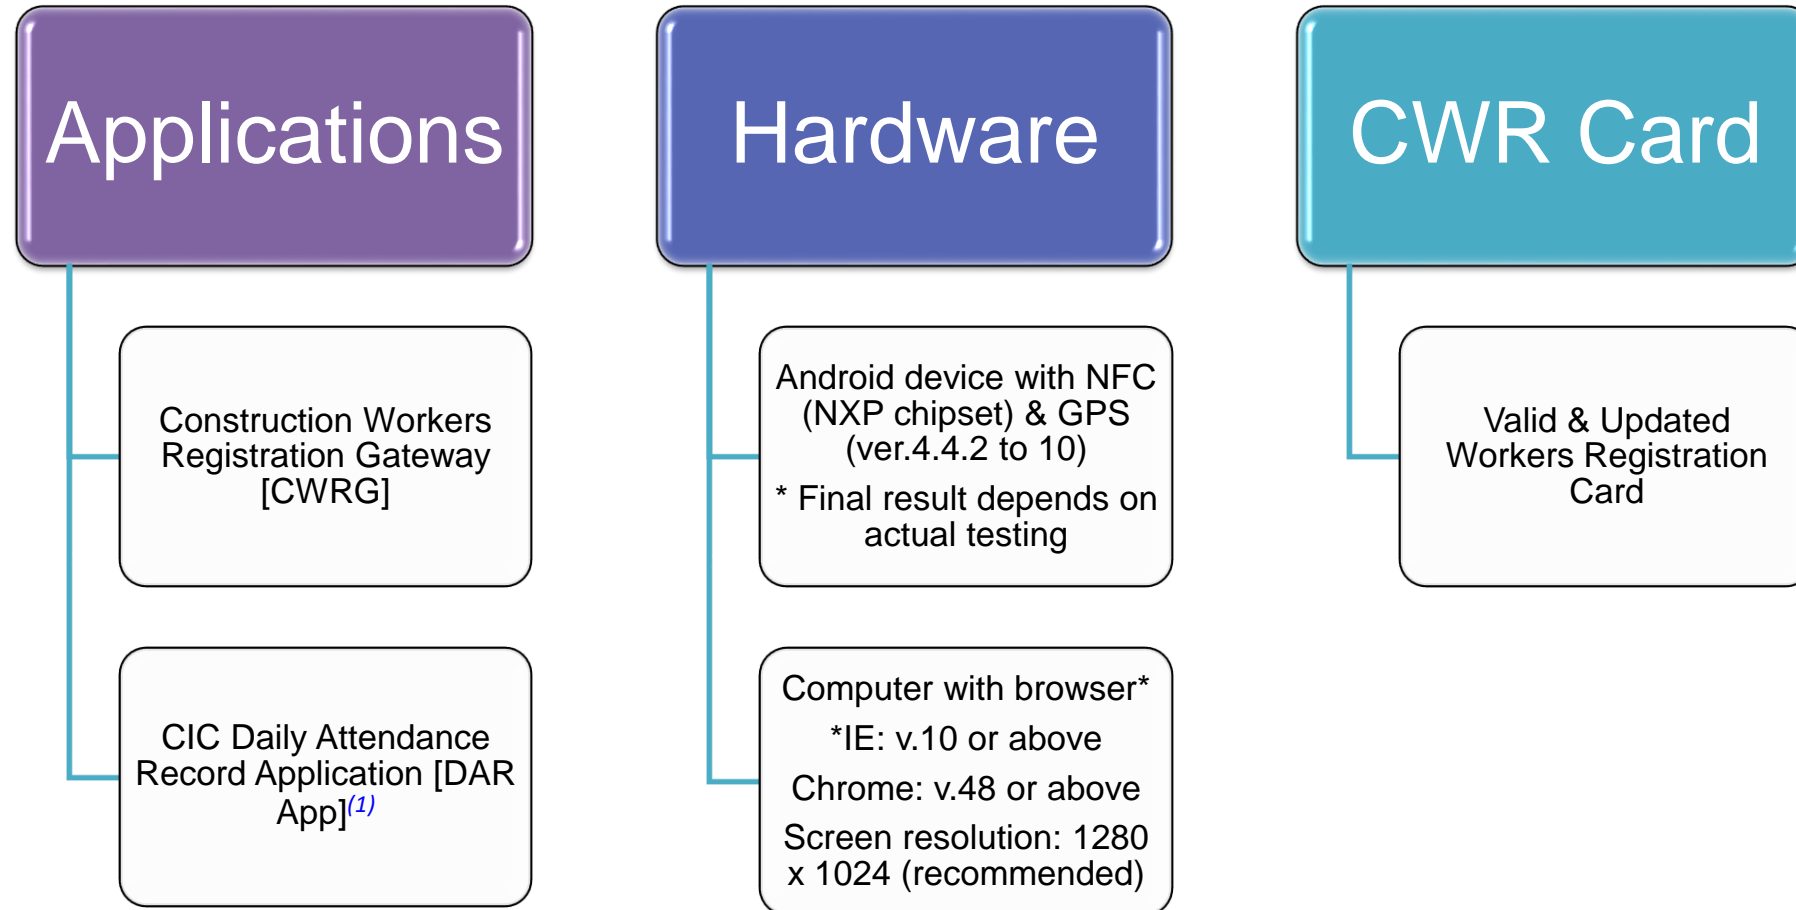 Applications
Construction Workers
Registration Gateway
[CWRG]
CIC Daily Attendance
Record Application [DAR
App](1)
Hardware
Android device with NFC
(NXP chipset) & GPS
(ver.4.4.2 to 10)
* Final result depends on
actual testing
Computer with browser*
*IE: v.10 or above
Chrome: v.48 or above
Screen resolution: 1280
x 1024 (recommended)
CWR Card
Valid & Updated
Workers Registration
Card